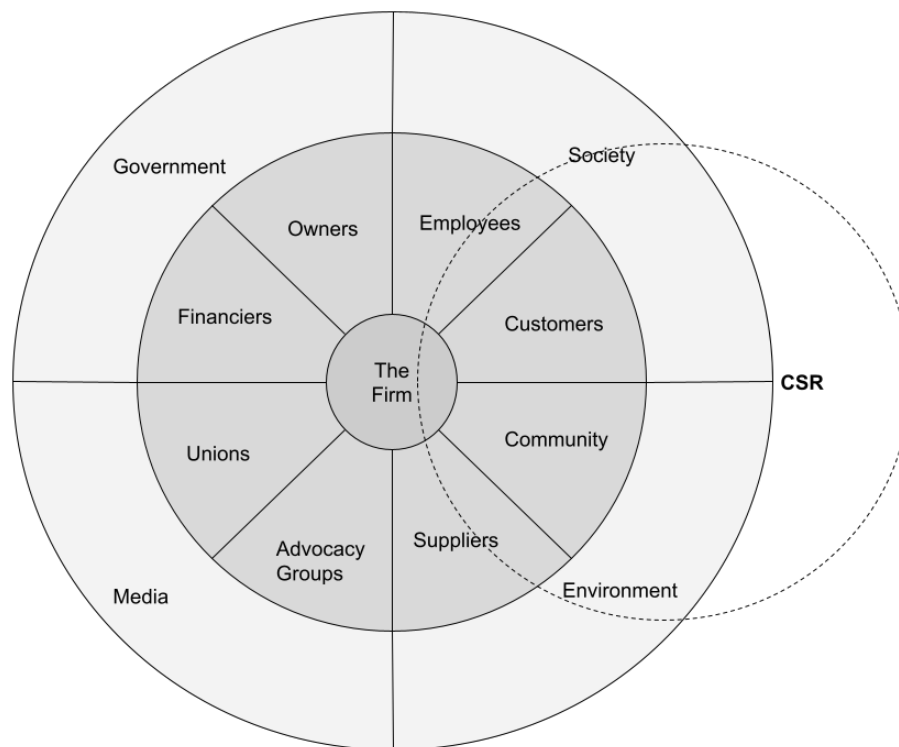 Government
Society
Owners
Employees
Financiers
Customers
The
Firm
CSR
Unions
Community
Advocacy
Groups
Suppliers
Media
Environment